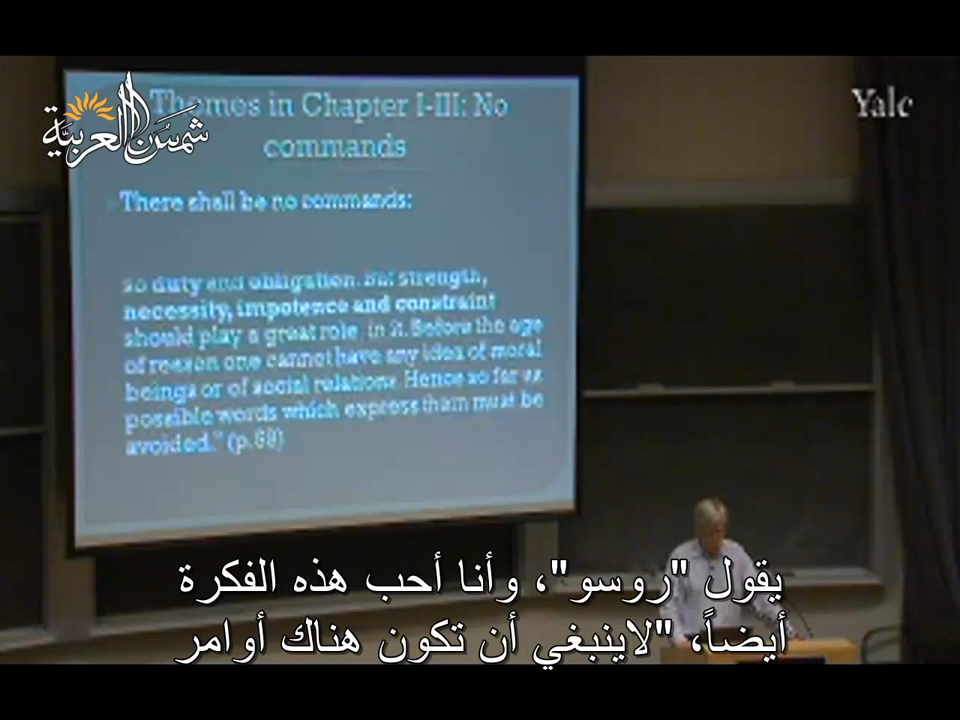 شمس العربية
Yale
Themes in Chapter I-III: No
commands
There shall be no commands:
so duty and obligation. But strength,
necessity, impotence and constraint
should play a great role in it. Before the age
of reason one cannot have any idea of moral
beings or of social relations. Hence so far as
possible words which express them must be
avoided." (p.89)
يقول "روسو"، وأنا أحب هذه الفكرة
أيضاً، "لاينبغي أن تكون هناك أوامر